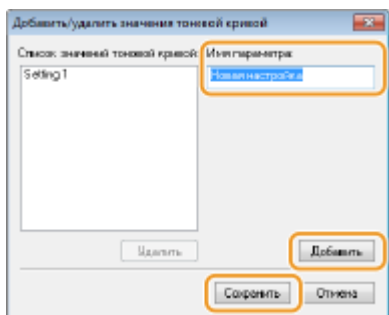 Добавить/удалить значения тоновой кривой
Список значений тоновой кривой:
Имя параметра:
Setting 1
Новая настройка
Удалить
Добавить
Сохранить
Отмена